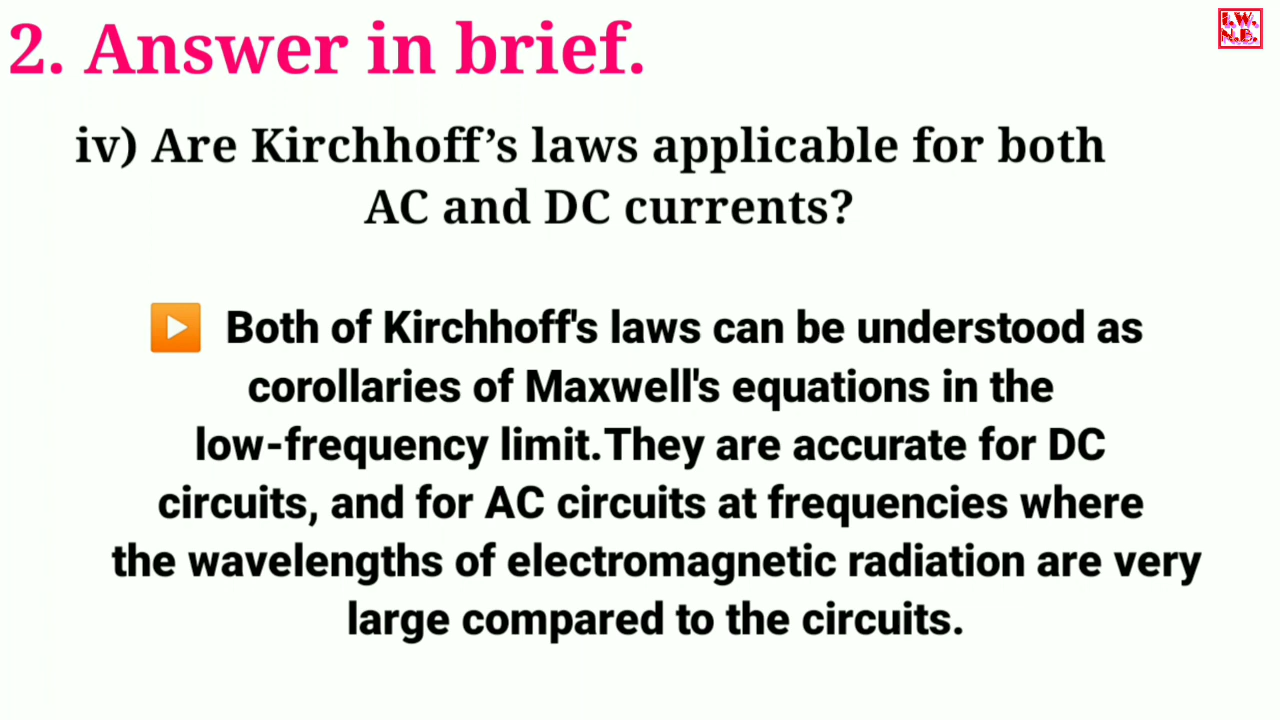 2. Answer in brief.
I.W.
N.B.
iv) Are Kirchhoff’s laws applicable for both
AC and DC currents?
Both of Kirchhoff's laws can be understood as
corollaries of Maxwell's equations in the
low-frequency limit.They are accurate for DC
circuits, and for AC circuits at frequencies where
the wavelengths of electromagnetic radiation are very
large compared to the circuits.